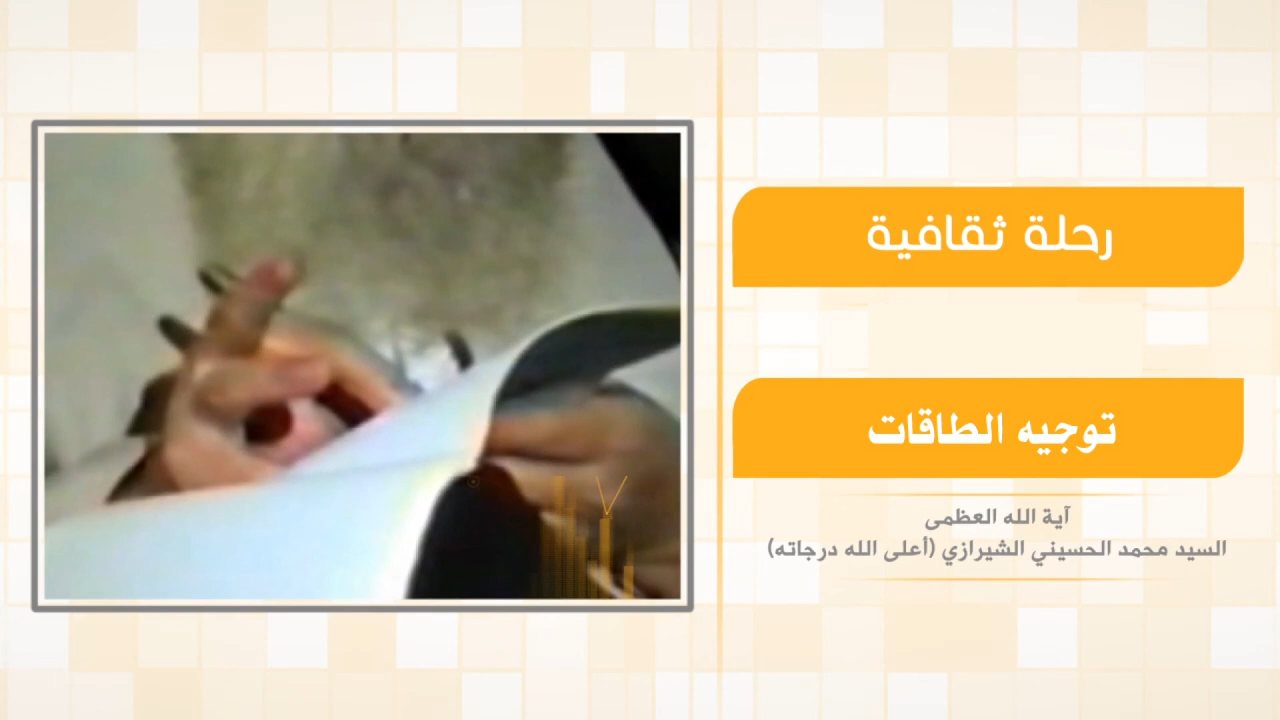 رحلة ثقافية
توجيه الطاقات
آية الله العظمى
السيد محمد الحسيني الشيرازي (أعلى الله درجاته)